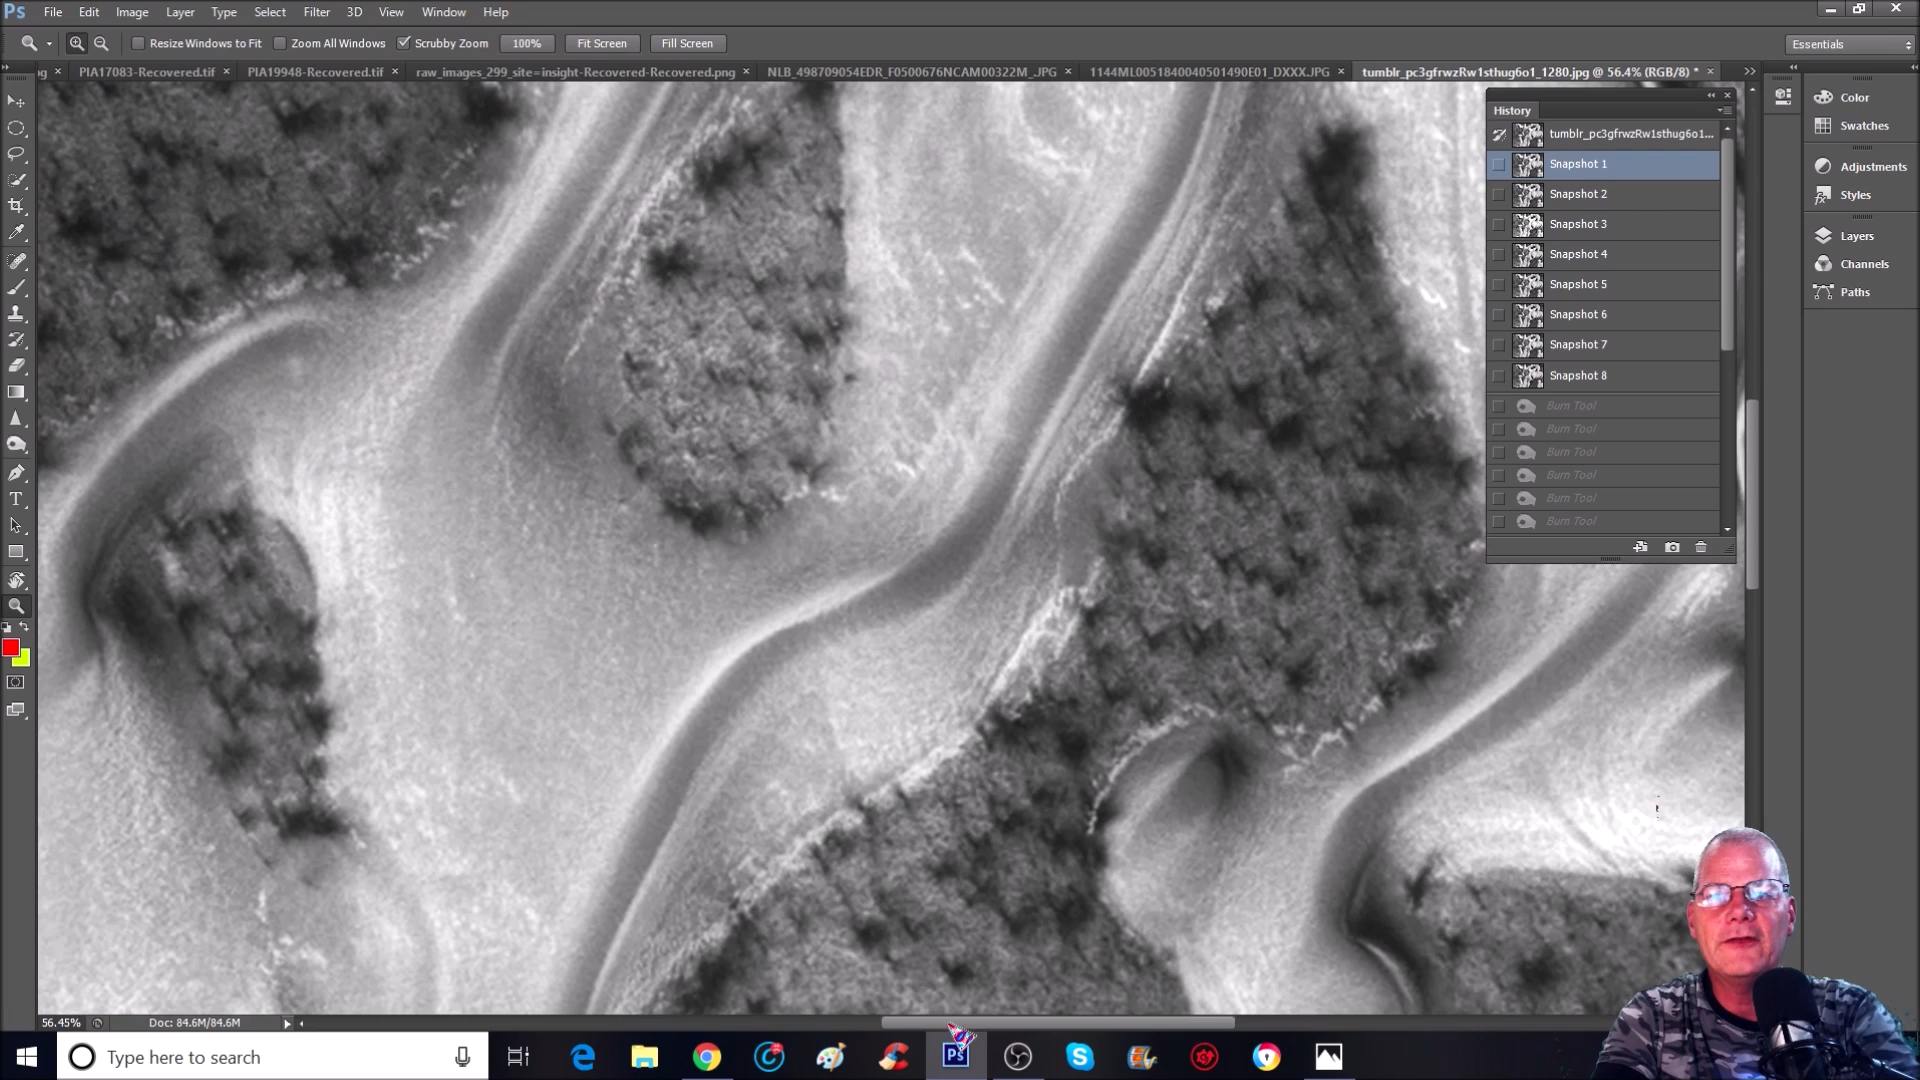 Ps File Edit Image Layer Type Select Filter 3D View Window Help
Resize Windows to Fit Zoom All Windows Scrubby Zoom 100% Fit Screen Fill Screen Essentials
PIA17083-Recovered.tif × PIA19948-Recovered.tif × raw_images_299_site=insight-Recovered-Recovered.png × NLB_498709054EDR_F0500676NCAM00322M_.JPG × 1144ML0051840040501490E01_DXXX.JPG × tumblr_pc3gfrwzRw1sthug6o1_1280.jpg @ 56.4% (RGB/8) * ×
History
tumblr_pc3gfrwzRw1sthug6o1...
Snapshot 1
Snapshot 2
Snapshot 3
Snapshot 4
Snapshot 5
Snapshot 6
Snapshot 7
Snapshot 8
Burn Tool
Burn Tool
Burn Tool
Burn Tool
Burn Tool
Burn Tool
Color
Swatches
Adjustments
Styles
Layers
Channels
Paths
56.45% Doc: 84.6M/84.6M
Type here to search
Ps